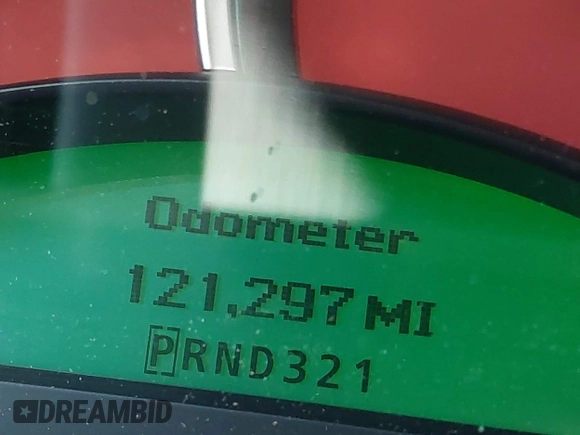 Odometer
121,297 MI
PRND321
DREAMBID